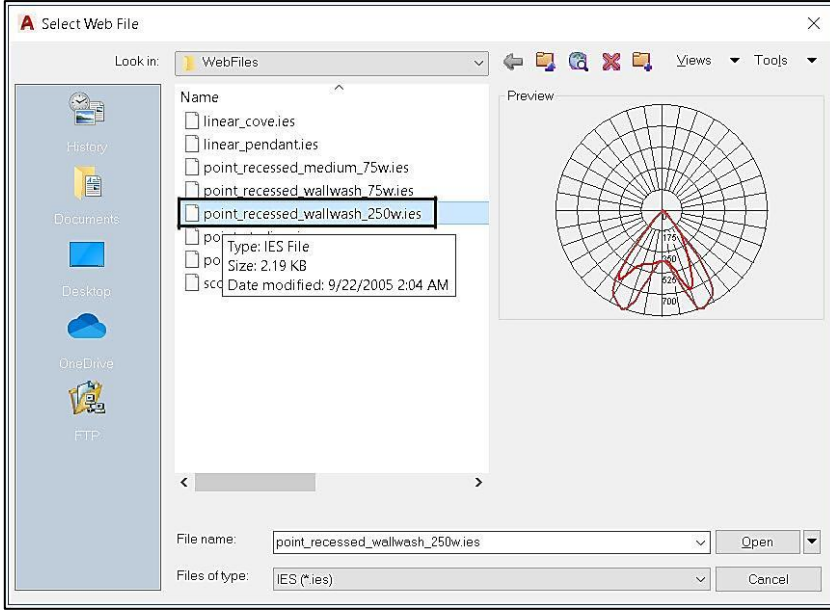 Select Web File
Look in:
WebFiles
Views
Tools
History
Documents
Desktop
OneDrive
FTP
Name
linear_cove.ies
linear_pendant.ies
point_recessed_medium_75w.ies
point_recessed_wallwash_75w.ies
point_recessed_wallwash_250w.ies
Type: IES File
Size: 2.19 KB
Date modified: 9/22/2005 2:04 AM
Preview
0
175
350
525
700
File name:
point_recessed_wallwash_250w.ies
Open
Files of type:
IES (*.ies)
Cancel